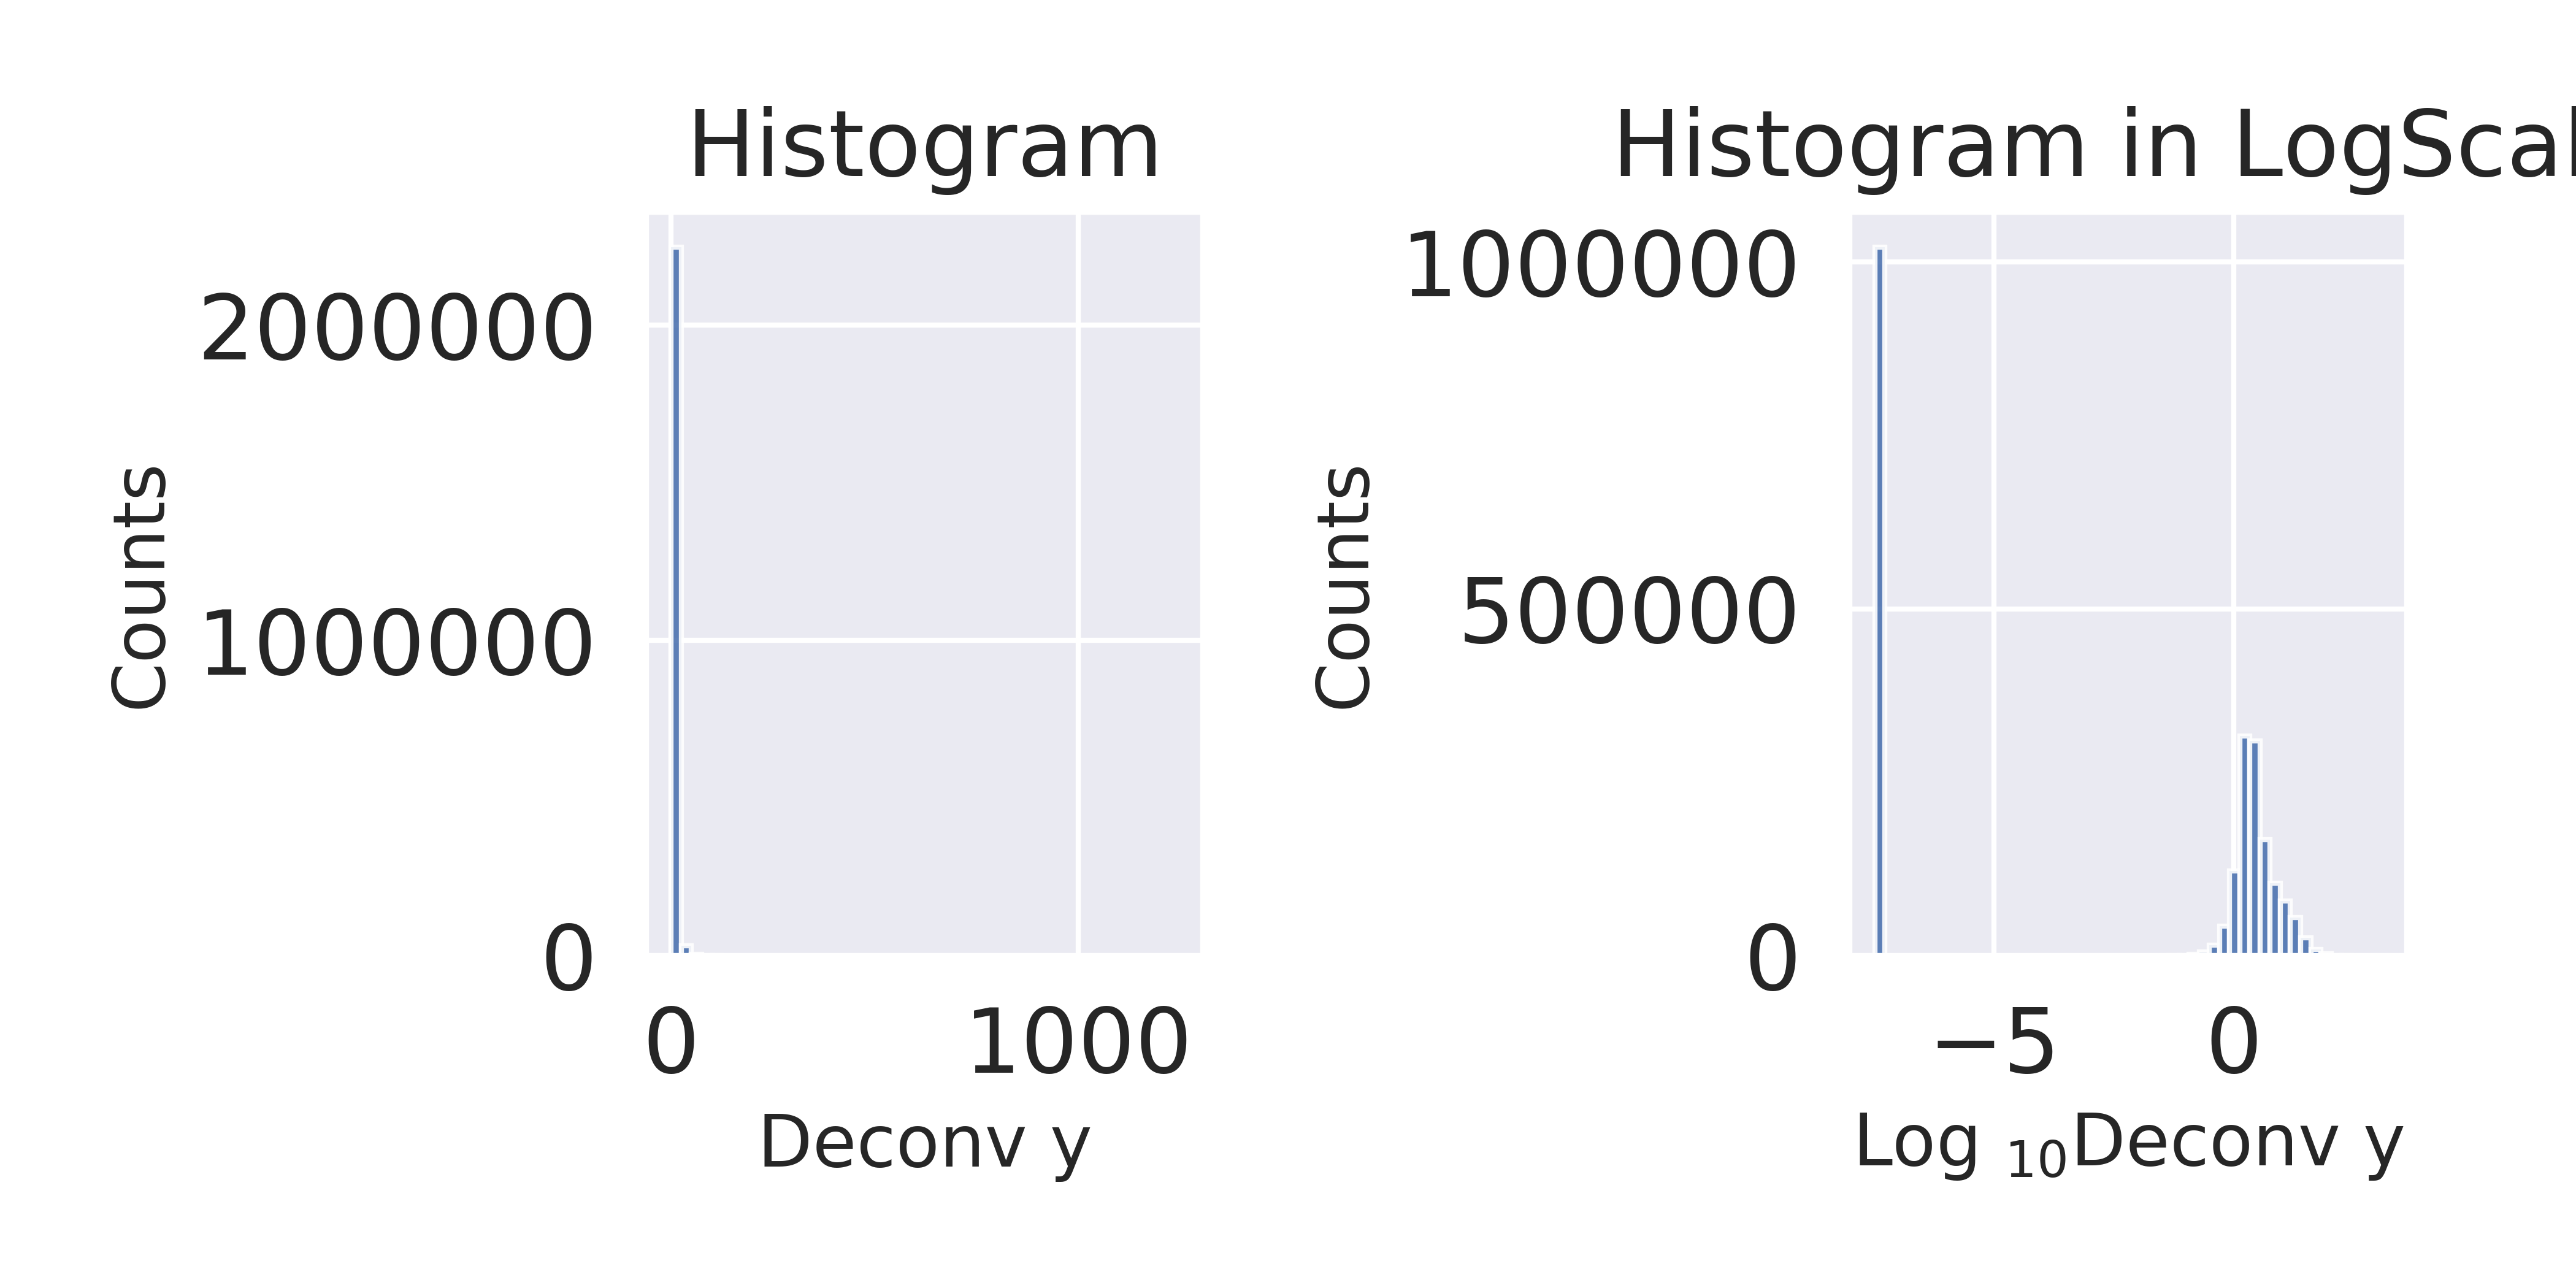 Histogram
Counts
2000000
1000000
0
0 1000
Deconv y
Histogram in LogScal
Counts
1000000
500000
0
−5 0
Log 10Deconv y